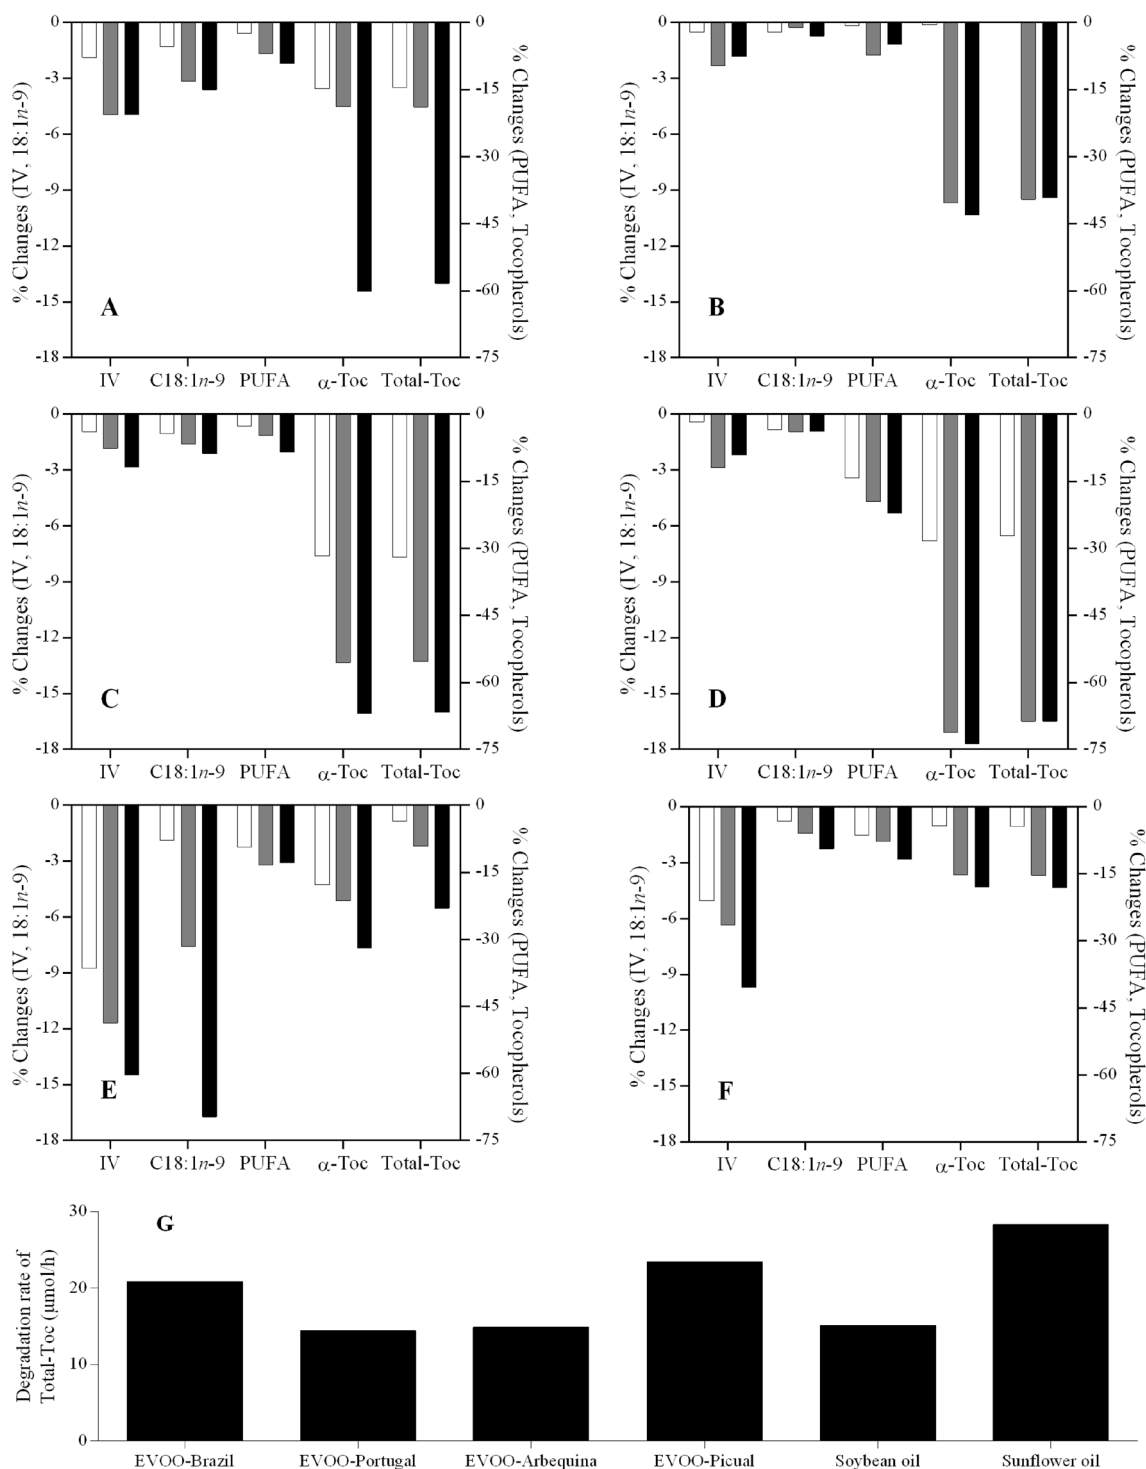 % Changes (IV, 18:1n-9)
0
-3
-6
-9
-12
-15
-18
A
IV C18:1n-9 PUFA α-Toc Total-Toc
0
-15
-30
-45
-60
-75
% Changes (PUFA, Tocopherols)
% Changes (IV, 18:1n-9)
0
-3
-6
-9
-12
-15
-18
B
IV C18:1n-9 PUFA α-Toc Total-Toc
0
-15
-30
-45
-60
-75
% Changes (PUFA, Tocopherols)
% Changes (IV, 18:1n-9)
0
-3
-6
-9
-12
-15
-18
C
IV C18:1n-9 PUFA α-Toc Total-Toc
0
-15
-30
-45
-60
-75
% Changes (PUFA, Tocopherols)
% Changes (IV, 18:1n-9)
0
-3
-6
-9
-12
-15
-18
D
IV C18:1n-9 PUFA α-Toc Total-Toc
0
-15
-30
-45
-60
-75
% Changes (PUFA, Tocopherols)
% Changes (IV, 18:1n-9)
0
-3
-6
-9
-12
-15
-18
E
IV C18:1n-9 PUFA α-Toc Total-Toc
0
-15
-30
-45
-60
-75
% Changes (PUFA, Tocopherols)
% Changes (IV, 18:1n-9)
0
-3
-6
-9
-12
-15
-18
F
IV C18:1n-9 PUFA α-Toc Total-Toc
0
-15
-30
-45
-60
-75
% Changes (PUFA, Tocopherols)
G
Degradation rate of
Total-Toc (µmol/h)
30
20
10
0
EVOO-Brazil EVOO-Portugal EVOO-Arbequina EVOO-Picual Soybean oil Sunflower oil